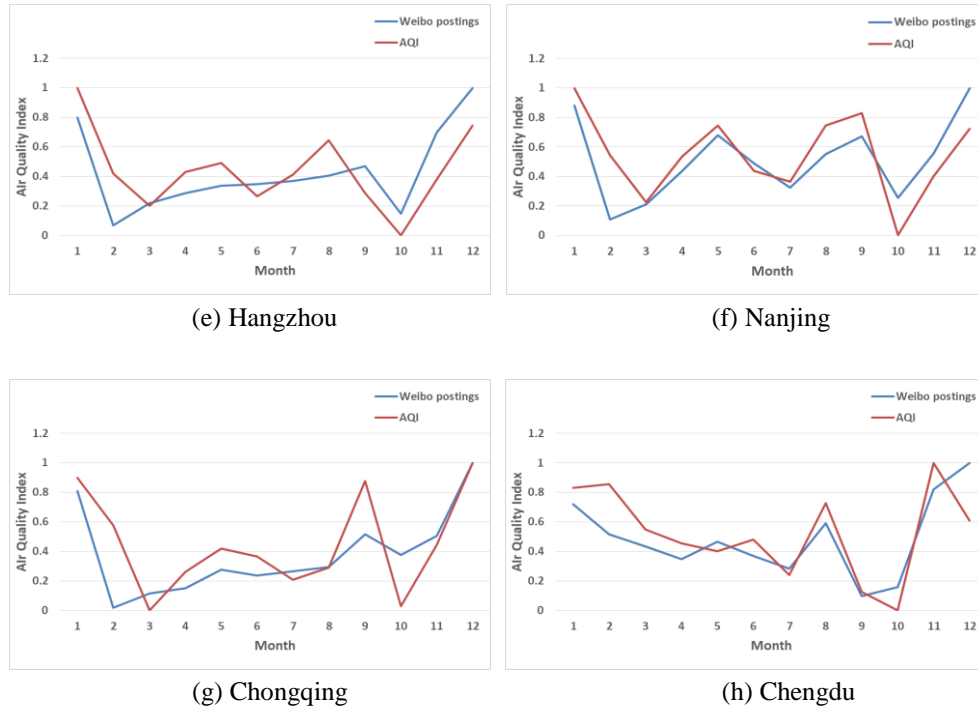 Weibo postings
AQI
Air Quality Index
1.2
1
0.8
0.6
0.4
0.2
0
1 2 3 4 5 6 7 8 9 10 11 12
Month
(e) Hangzhou
Weibo postings
AQI
Air Quality Index
1.2
1
0.8
0.6
0.4
0.2
0
1 2 3 4 5 6 7 8 9 10 11 12
Month
(f) Nanjing
Weibo postings
AQI
Air Quality Index
1.2
1
0.8
0.6
0.4
0.2
0
1 2 3 4 5 6 7 8 9 10 11 12
Month
(g) Chongqing
Weibo postings
AQI
Air Quality Index
1.2
1
0.8
0.6
0.4
0.2
0
1 2 3 4 5 6 7 8 9 10 11 12
Month
(h) Chengdu